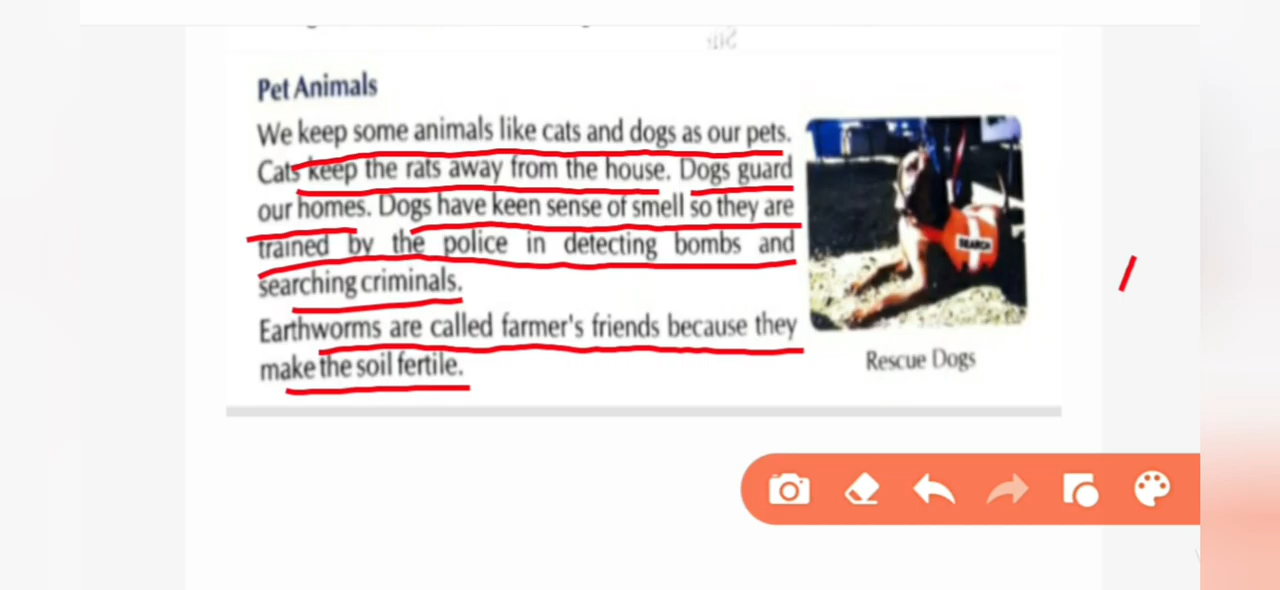 Pet Animals
We keep some animals like cats and dogs as our pets.
Cats keep the rats away from the house. Dogs guard
our homes. Dogs have keen sense of smell so they are
trained by the police in detecting bombs and
searching criminals.
Earthworms are called farmer's friends because they
make the soil fertile.
SEARCH
Rescue Dogs